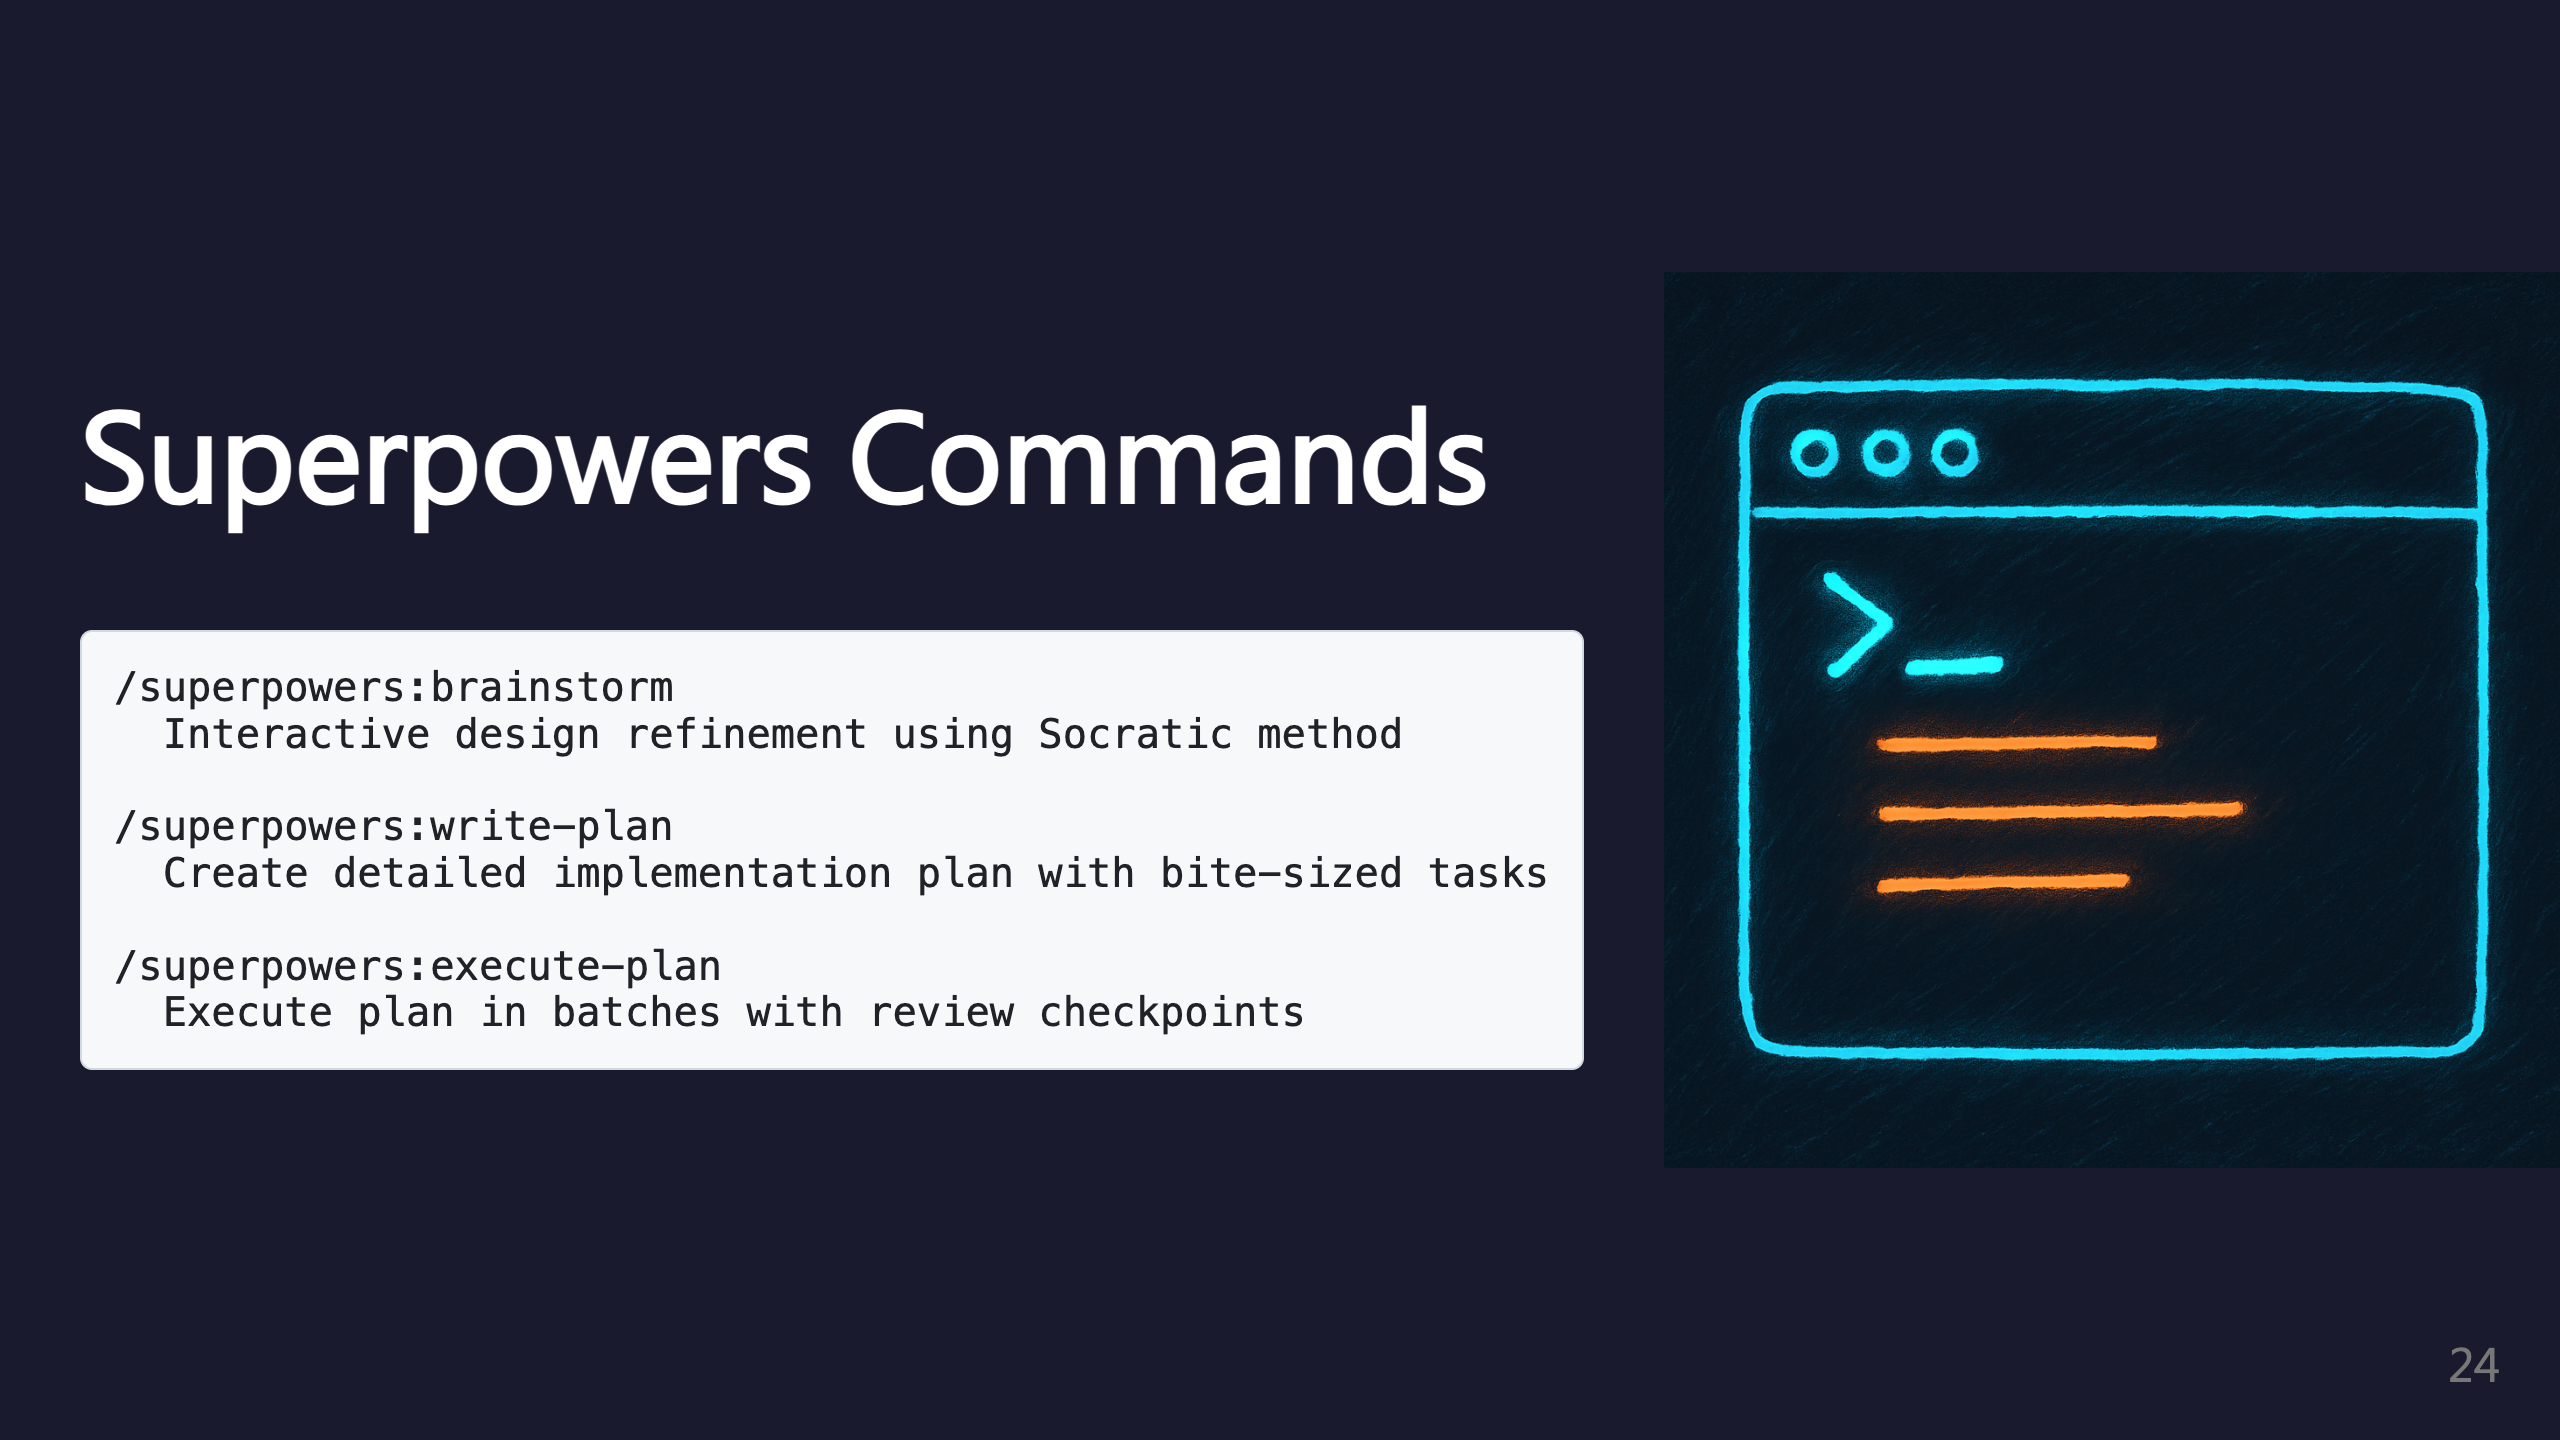 Superpowers Commands
/superpowers:brainstorm
  Interactive design refinement using Socratic method
/superpowers:write-plan
  Create detailed implementation plan with bite-sized tasks
/superpowers:execute-plan
  Execute plan in batches with review checkpoints
>_
24